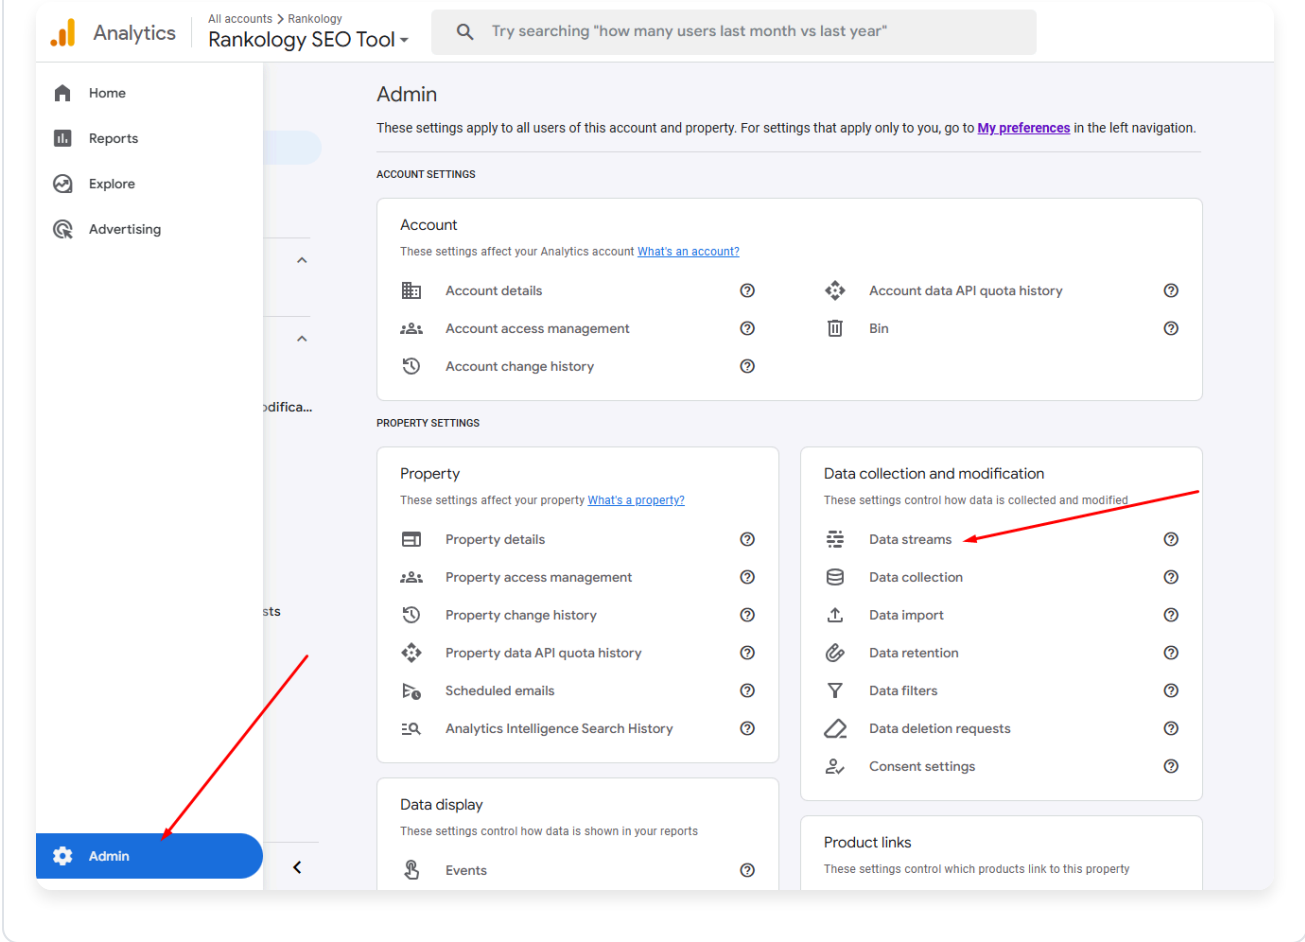 Analytics
All accounts > Rankology
Rankology SEO Tool
Try searching "how many users last month vs last year"
Home
Reports
Explore
Advertising
odifica...
sts
Admin
Admin
These settings apply to all users of this account and property. For settings that apply only to you, go to My preferences in the left navigation.
ACCOUNT SETTINGS
Account
These settings affect your Analytics account What's an account?
Account details
Account data API quota history
Account access management
Bin
Account change history
PROPERTY SETTINGS
Property
These settings affect your property What's a property?
Property details
Property access management
Property change history
Property data API quota history
Scheduled emails
Analytics Intelligence Search History
Data collection and modification
These settings control how data is collected and modified
Data streams
Data collection
Data import
Data retention
Data filters
Data deletion requests
Consent settings
Data display
These settings control how data is shown in your reports
Events
Product links
These settings control which products link to this property